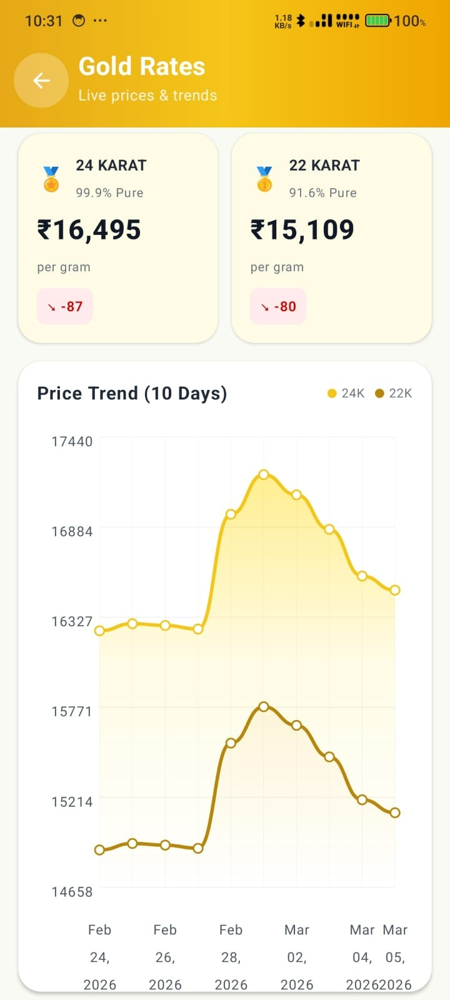 10:31 ... 1.18 KB/s WIFI 100%
Gold Rates
Live prices & trends
24 KARAT
99.9% Pure
₹16,495
per gram
↘ -87
22 KARAT
91.6% Pure
₹15,109
per gram
↘ -80
Price Trend (10 Days)
24K 22K
17440
16884
16327
15771
15214
14658
Feb 24, 2026
Feb 26, 2026
Feb 28, 2026
Mar 02, 2026
Mar 04, 2026
Mar 05, 2026